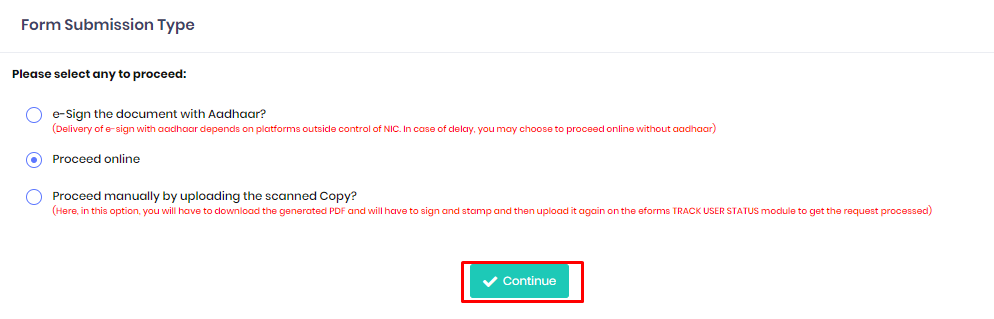 Form Submission Type
Please select any to proceed:
e-Sign the document with Aadhaar?
(Delivery of e-sign with aadhaar depends on platforms outside control of NIC. In case of delay, you may choose to proceed online without aadhaar)
Proceed online
Proceed manually by uploading the scanned Copy?
(Here, in this option, you will have to download the generated PDF and will have to sign and stamp and then upload it again on the eforms TRACK USER STATUS module to get the request processed)
Continue